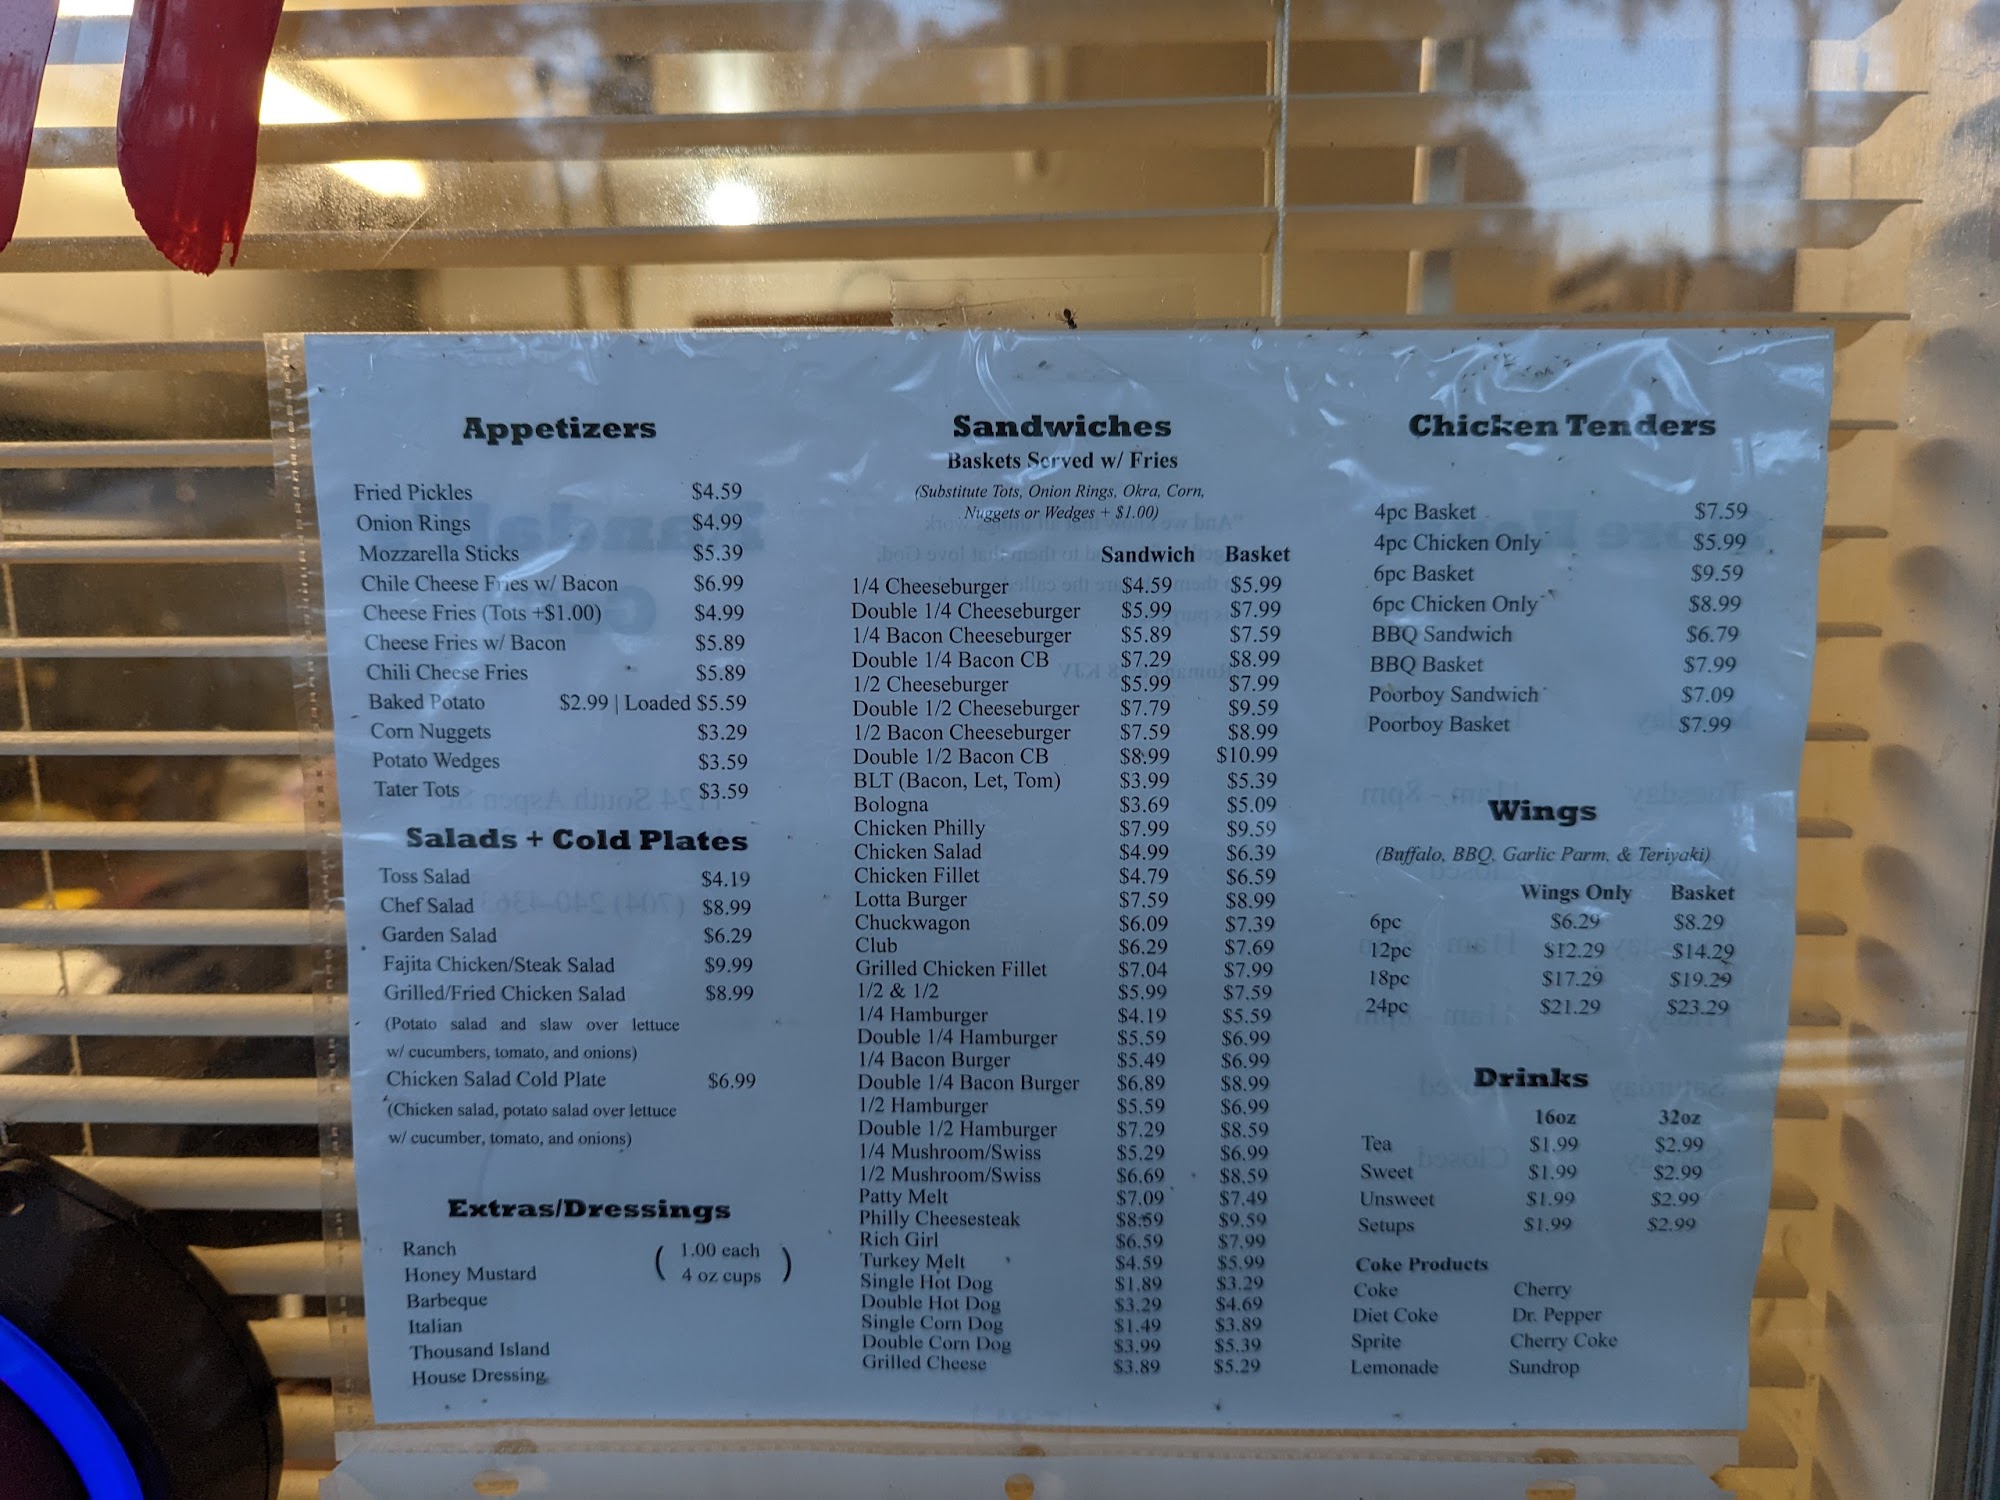 Appetizers
Fried Pickles $4.59
Onion Rings $4.99
Mozzarella Sticks $5.39
Chile Cheese Fries w/ Bacon $6.99
Cheese Fries (Tots +$1.00) $4.99
Cheese Fries w/ Bacon $5.89
Chili Cheese Fries $5.89
Baked Potato $2.99 | Loaded $5.59
Corn Nuggets $3.29
Potato Wedges $3.59
Tater Tots $3.59
Salads + Cold Plates
Toss Salad $4.19
Chef Salad $8.99
Garden Salad $6.29
Fajita Chicken/Steak Salad $9.99
Grilled/Fried Chicken Salad $8.99
(Potato salad and slaw over lettuce
w/ cucumbers, tomato, and onions)
Chicken Salad Cold Plate $6.99
(Chicken salad, potato salad over lettuce
w/ cucumber, tomato, and onions)
Extras/Dressings
Ranch ( 1.00 each )
Honey Mustard 4 oz cups
Barbeque
Italian
Thousand Island
House Dressing
Sandwiches
Baskets Served w/ Fries
(Substitute Tots, Onion Rings, Okra, Corn,
Nuggets or Wedges + $1.00)
Sandwich Basket
1/4 Cheeseburger $4.59 $5.99
Double 1/4 Cheeseburger $5.99 $7.99
1/4 Bacon Cheeseburger $5.89 $7.59
Double 1/4 Bacon CB $7.29 $8.99
1/2 Cheeseburger $5.99 $7.99
Double 1/2 Cheeseburger $7.79 $9.59
1/2 Bacon Cheeseburger $7.59 $8.99
Double 1/2 Bacon CB $8.99 $10.99
BLT (Bacon, Let, Tom) $3.99 $5.39
Bologna $3.69 $5.09
Chicken Philly $7.99 $9.59
Chicken Salad $4.99 $6.39
Chicken Fillet $4.79 $6.59
Lotta Burger $7.59 $8.99
Chuckwagon $6.09 $7.39
Club $6.29 $7.69
Grilled Chicken Fillet $7.04 $7.99
1/2 & 1/2 $5.99 $7.59
1/4 Hamburger $4.19 $5.59
Double 1/4 Hamburger $5.59 $6.99
1/4 Bacon Burger $5.49 $6.99
Double 1/4 Bacon Burger $6.89 $8.99
1/2 Hamburger $5.59 $6.99
Double 1/2 Hamburger $7.29 $8.59
1/4 Mushroom/Swiss $5.29 $6.99
1/2 Mushroom/Swiss $6.69 $8.59
Patty Melt $7.09 $7.49
Philly Cheesesteak $8.59 $9.59
Rich Girl $6.59 $7.99
Turkey Melt $4.59 $5.99
Single Hot Dog $1.89 $3.29
Double Hot Dog $3.29 $4.69
Single Corn Dog $1.49 $3.89
Double Corn Dog $3.99 $5.39
Grilled Cheese $3.89 $5.29
Chicken Tenders
4pc Basket $7.59
4pc Chicken Only $5.99
6pc Basket $9.59
6pc Chicken Only $8.99
BBQ Sandwich $6.79
BBQ Basket $7.99
Poorboy Sandwich $7.09
Poorboy Basket $7.99
Wings
(Buffalo, BBQ, Garlic Parm, & Teriyaki)
Wings Only Basket
6pc $6.29 $8.29
12pc $12.29 $14.29
18pc $17.29 $19.29
24pc $21.29 $23.29
Drinks
16oz 32oz
Tea $1.99 $2.99
Sweet $1.99 $2.99
Unsweet $1.99 $2.99
Setups $1.99 $2.99
Coke Products
Coke Cherry
Diet Coke Dr. Pepper
Sprite Cherry Coke
Lemonade Sundrop